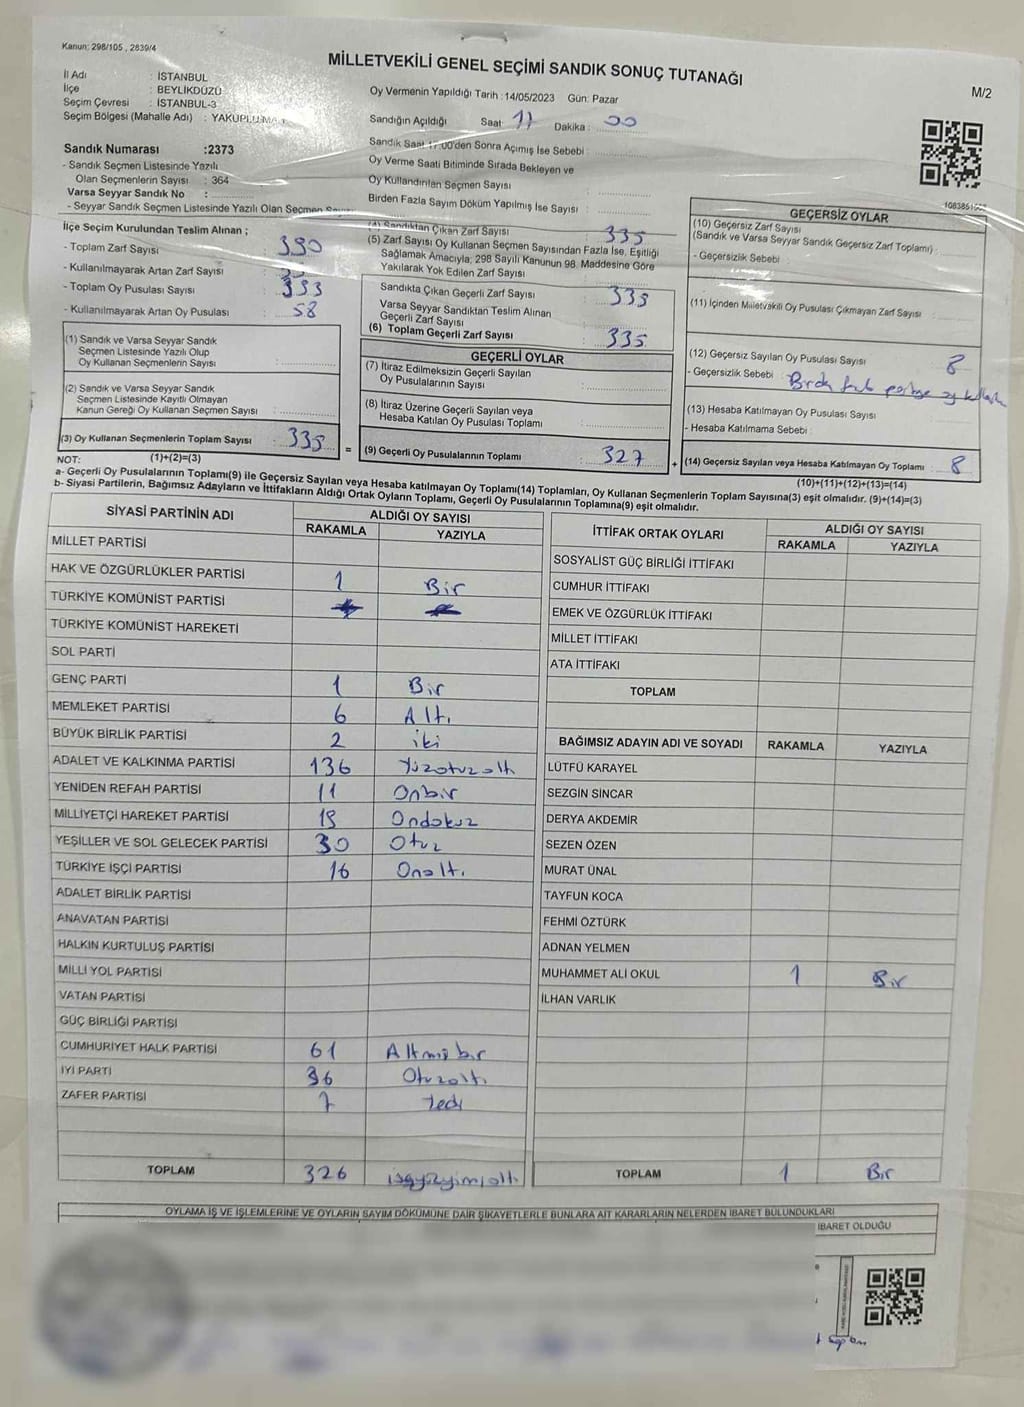 Kanun: 298/105 , 2839/4
MİLLETVEKİLİ GENEL SEÇİMİ SANDIK SONUÇ TUTANAĞI
M/2
İl Adı : İSTANBUL
İlçe : BEYLİKDÜZÜ
Seçim Çevresi : İSTANBUL-3
Seçim Bölgesi (Mahalle Adı) : YAKUPLU MA
Oy Vermenin Yapıldığı Tarih : 14/05/2023 Gün: Pazar
Sandığın Açıldığı Saat: 17 Dakika : 00
Sandık Saat 17:00'den Sonra Açımış İse Sebebi :
Oy Verme Saati Bitiminde Sırada Bekleyen ve
Oy Kullandırılan Seçmen Sayısı :
Birden Fazla Sayım Döküm Yapılmış İse Sayısı :
Sandık Numarası :2373
- Sandık Seçmen Listesinde Yazılı
Olan Seçmenlerin Sayısı : 364
Varsa Seyyar Sandık No :
- Seyyar Sandık Seçmen Listesinde Yazılı Olan Seçmen
İlçe Seçim Kurulundan Teslim Alınan ;
- Toplam Zarf Sayısı : 390
- Kullanılmayarak Artan Zarf Sayısı :
- Toplam Oy Pusulası Sayısı : 393
- Kullanılmayarak Artan Oy Pusulası : 58
(1) Sandık ve Varsa Seyyar Sandık
Seçmen Listesinde Yazılı Olup
Oy Kullanan Seçmenlerin Sayısı :
(2) Sandık ve Varsa Seyyar Sandık
Seçmen Listesinde Kayıtlı Olmayan
Kanun Gereği Oy Kullanan Seçmen Sayısı :
(3) Oy Kullanan Seçmenlerin Toplam Sayısı : 335
(1)+(2)=(3)
(4) Sandıktan Çıkan Zarf Sayısı : 335
(5) Zarf Sayısı Oy Kullanan Seçmen Sayısından Fazla İse, Eşitliği
Sağlamak Amacıyla; 298 Sayılı Kanunun 98. Maddesine Göre
Yakılarak Yok Edilen Zarf Sayısı :
Sandıkta Çıkan Geçerli Zarf Sayısı : 335
Varsa Seyyar Sandıktan Teslim Alınan
Geçerli Zarf Sayısı :
(6) Toplam Geçerli Zarf Sayısı : 335
GEÇERLİ OYLAR
(7) İtiraz Edilmeksizin Geçerli Sayılan
Oy Pusulalarının Sayısı :
(8) İtiraz Üzerine Geçerli Sayılan veya
Hesaba Katılan Oy Pusulası Toplamı :
= (9) Geçerli Oy Pusulalarının Toplamı : 327
GEÇERSİZ OYLAR
(10) Geçersiz Zarf Sayısı
(Sandık ve Varsa Seyyar Sandık Geçersiz Zarf Toplamı) :
- Geçersizlik Sebebi :
(11) İçinden Milletvekili Oy Pusulası Çıkmayan Zarf Sayısı :
(12) Geçersiz Sayılan Oy Pusulası Sayısı : 8
- Geçersizlik Sebebi :
(13) Hesaba Katılmayan Oy Pusulası Sayısı :
- Hesaba Katılmama Sebebi :
+ (14) Geçersiz Sayılan veya Hesaba Katılmayan Oy Toplamı : 8
(10)+(11)+(12)+(13)=(14)
NOT:
a- Geçerli Oy Pusulalarının Toplamı(9) ile Geçersiz Sayılan veya Hesaba katılmayan Oy Toplamı(14) Toplamları, Oy Kullanan Seçmenlerin Toplam Sayısına(3) eşit olmalıdır. (9)+(14)=(3)
b- Siyasi Partilerin, Bağımsız Adayların ve İttifakların Aldığı Ortak Oyların Toplamı, Geçerli Oy Pusulalarının Toplamına(9) eşit olmalıdır.
SİYASİ PARTİNİN ADI ALDIĞI OY SAYISI
RAKAMLA YAZIYLA
MİLLET PARTİSİ
HAK VE ÖZGÜRLÜKLER PARTİSİ 1 Bir
TÜRKİYE KOMÜNİST PARTİSİ
TÜRKİYE KOMÜNİST HAREKETİ
SOL PARTİ
GENÇ PARTİ 1 Bir
MEMLEKET PARTİSİ 6 Altı
BÜYÜK BİRLİK PARTİSİ 2 iki
ADALET VE KALKINMA PARTİSİ 136 Yüzotuzaltı
YENİDEN REFAH PARTİSİ 11 Onbir
MİLLİYETÇİ HAREKET PARTİSİ 19 Ondokuz
YEŞİLLER VE SOL GELECEK PARTİSİ 30 Otuz
TÜRKİYE İŞÇİ PARTİSİ 16 Onaltı
ADALET BİRLİK PARTİSİ
ANAVATAN PARTİSİ
HALKIN KURTULUŞ PARTİSİ
MİLLİ YOL PARTİSİ
VATAN PARTİSİ
GÜÇ BİRLİĞİ PARTİSİ
CUMHURİYET HALK PARTİSİ 61 Altmışbir
İYİ PARTİ 36 Otuzaltı
ZAFER PARTİSİ 7 Yedi
TOPLAM 326 üçyüzyirmialtı
İTTİFAK ORTAK OYLARI ALDIĞI OY SAYISI
RAKAMLA YAZIYLA
SOSYALİST GÜÇ BİRLİĞİ İTTİFAKI
CUMHUR İTTİFAKI
EMEK VE ÖZGÜRLÜK İTTİFAKI
MİLLET İTTİFAKI
ATA İTTİFAKI
TOPLAM
BAĞIMSIZ ADAYIN ADI VE SOYADI RAKAMLA YAZIYLA
LÜTFÜ KARAYEL
SEZGİN SİNCAR
DERYA AKDEMİR
SEZEN ÖZEN
MURAT ÜNAL
TAYFUN KOCA
FEHMİ ÖZTÜRK
ADNAN YELMEN
MUHAMMET ALİ OKUL 1 Bir
İLHAN VARLIK
TOPLAM 1 Bir
OYLAMA İŞ VE İŞLEMLERİNE VE OYLARIN SAYIM DÖKÜMÜNE DAİR ŞİKAYETLERLE BUNLARA AİT KARARLARIN NELERDEN İBARET BULUNDUKLARI
İBARET OLDUĞU